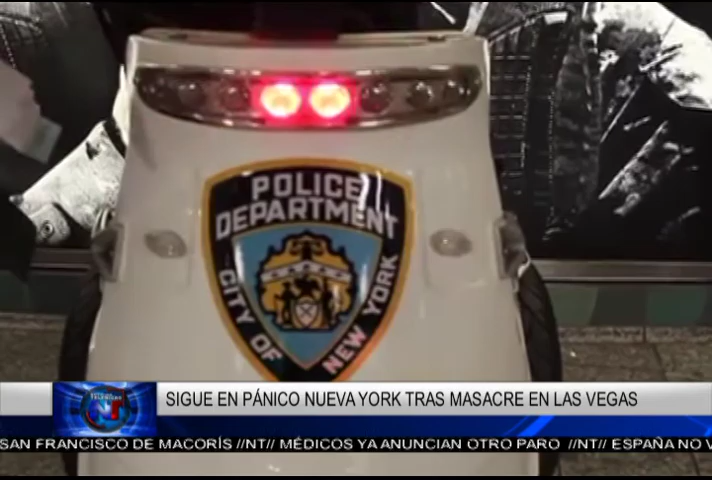 POLICE
DEPARTMENT
CITY OF
NEW YORK
NT
SIGUE EN PÁNICO NUEVA YORK TRAS MASACRE EN LAS VEGAS
SAN FRANCISCO DE MACORÍS //NT// MÉDICOS YA ANUNCIAN OTRO PARO //NT// ESPAÑA NO V